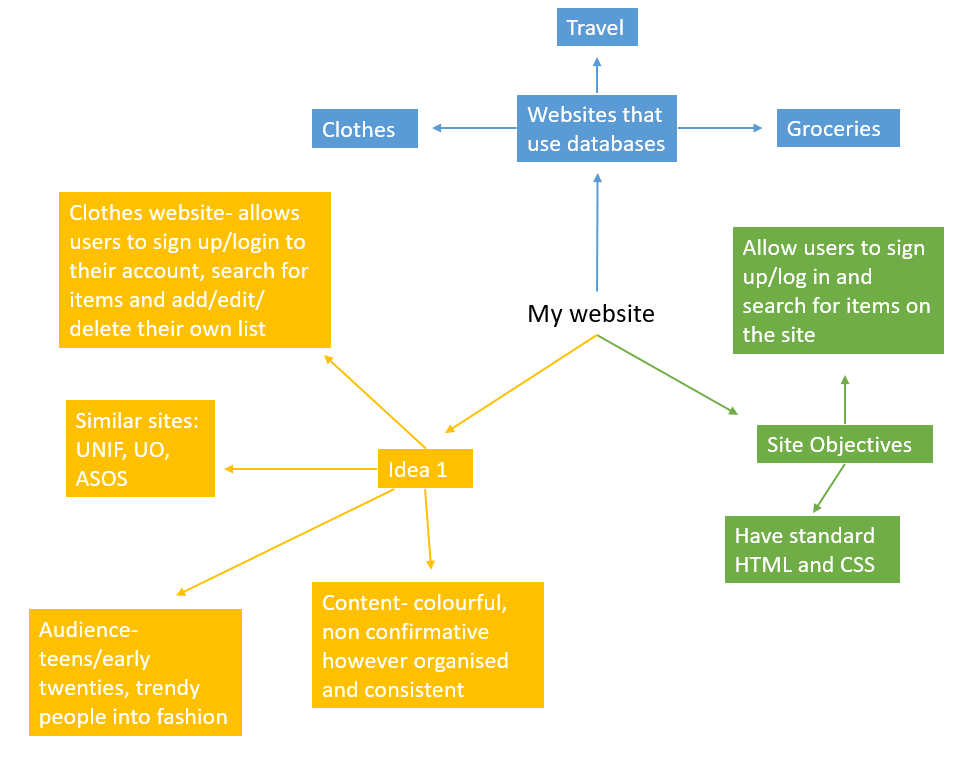 Travel
Websites that
use databases
Clothes
Groceries
Clothes website- allows
users to sign up/login to
their account, search for
items and add/edit/
delete their own list
Allow users to sign
up/log in and
search for items on
the site
My website
Similar sites:
UNIF, UO,
ASOS
Idea 1
Site Objectives
Have standard
HTML and CSS
Audience-
teens/early
twenties, trendy
people into fashion
Content- colourful,
non confirmative
however organised
and consistent